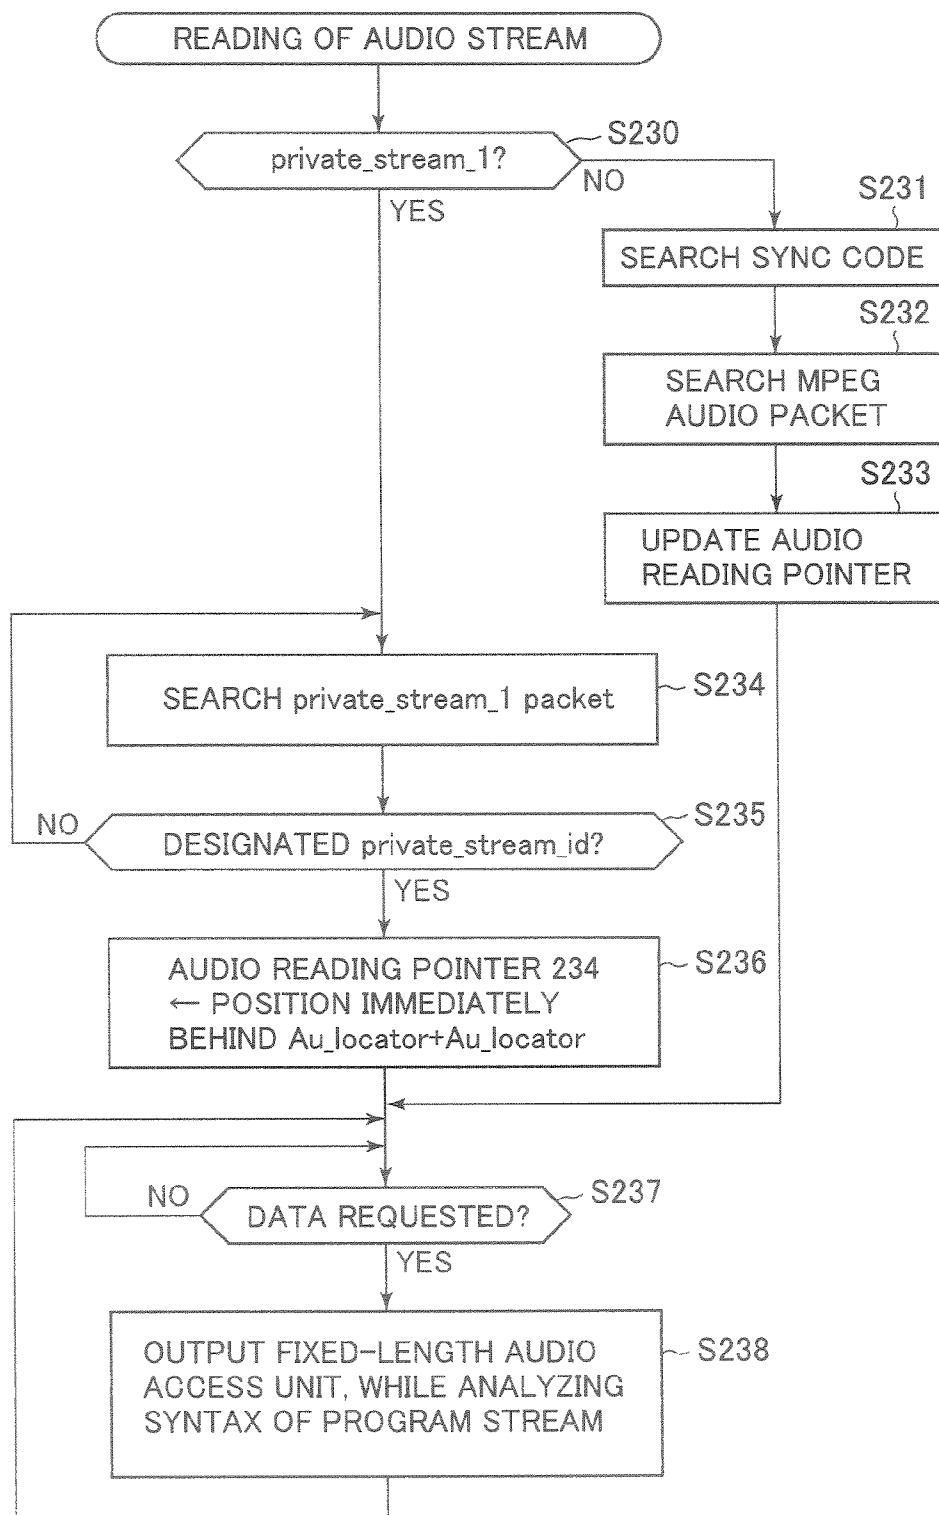 READING OF AUDIO STREAM
S230
private_stream_1?
NO
YES
S231
SEARCH SYNC CODE
S232
SEARCH MPEG
AUDIO PACKET
S233
UPDATE AUDIO
READING POINTER
S234
SEARCH private_stream_1 packet
S235
NO
DESIGNATED private_stream_id?
YES
S236
AUDIO READING POINTER 234
← POSITION IMMEDIATELY
BEHIND Au_locator+Au_locator
S237
NO
DATA REQUESTED?
YES
S238
OUTPUT FIXED-LENGTH AUDIO
ACCESS UNIT, WHILE ANALYZING
SYNTAX OF PROGRAM STREAM